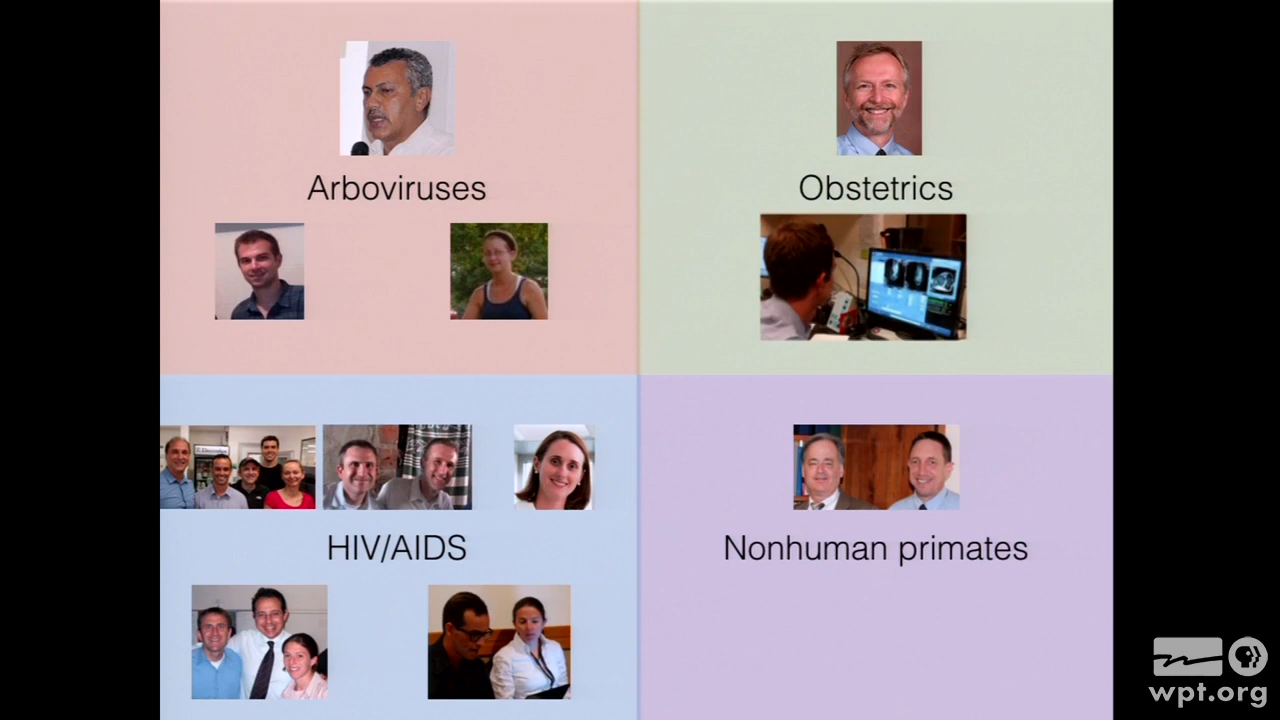 Arboviruses
Obstetrics
HIV/AIDS
Nonhuman primates
wpt.org